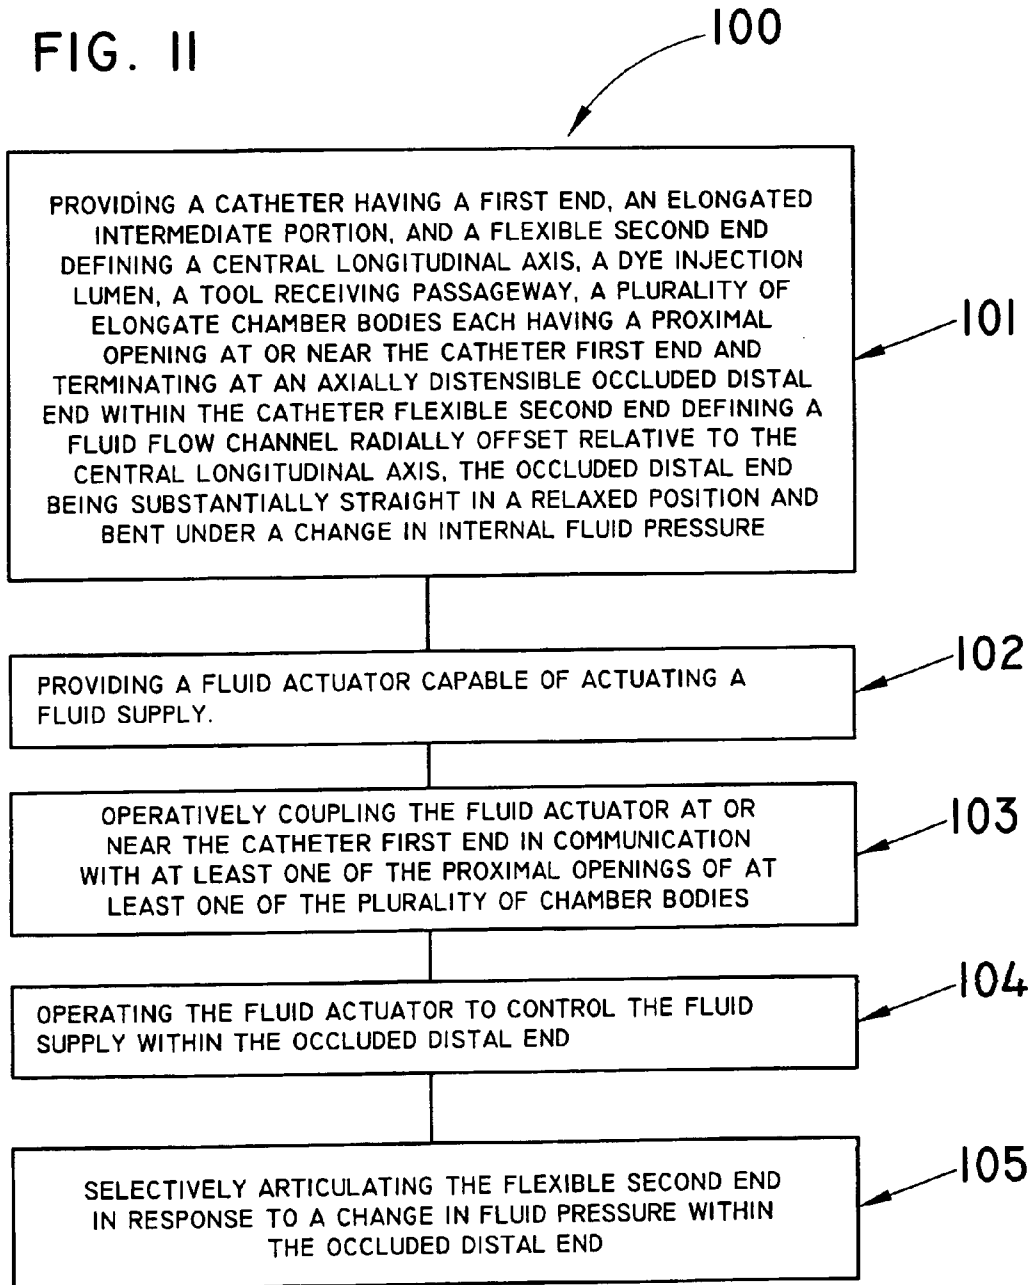 FIG. 11
100
PROVIDING A CATHETER HAVING A FIRST END, AN ELONGATED
INTERMEDIATE PORTION, AND A FLEXIBLE SECOND END
DEFINING A CENTRAL LONGITUDINAL AXIS, A DYE INJECTION
LUMEN, A TOOL RECEIVING PASSAGEWAY, A PLURALITY OF
ELONGATE CHAMBER BODIES EACH HAVING A PROXIMAL
OPENING AT OR NEAR THE CATHETER FIRST END AND
TERMINATING AT AN AXIALLY DISTENSIBLE OCCLUDED DISTAL
END WITHIN THE CATHETER FLEXIBLE SECOND END DEFINING A
FLUID FLOW CHANNEL RADIALLY OFFSET RELATIVE TO THE
CENTRAL LONGITUDINAL AXIS, THE OCCLUDED DISTAL END
BEING SUBSTANTIALLY STRAIGHT IN A RELAXED POSITION AND
BENT UNDER A CHANGE IN INTERNAL FLUID PRESSURE
101
PROVIDING A FLUID ACTUATOR CAPABLE OF ACTUATING A
FLUID SUPPLY.
102
OPERATIVELY COUPLING THE FLUID ACTUATOR AT OR
NEAR THE CATHETER FIRST END IN COMMUNICATION
WITH AT LEAST ONE OF THE PROXIMAL OPENINGS OF AT
LEAST ONE OF THE PLURALITY OF CHAMBER BODIES
103
OPERATING THE FLUID ACTUATOR TO CONTROL THE FLUID
SUPPLY WITHIN THE OCCLUDED DISTAL END
104
SELECTIVELY ARTICULATING THE FLEXIBLE SECOND END
IN RESPONSE TO A CHANGE IN FLUID PRESSURE WITHIN
THE OCCLUDED DISTAL END
105